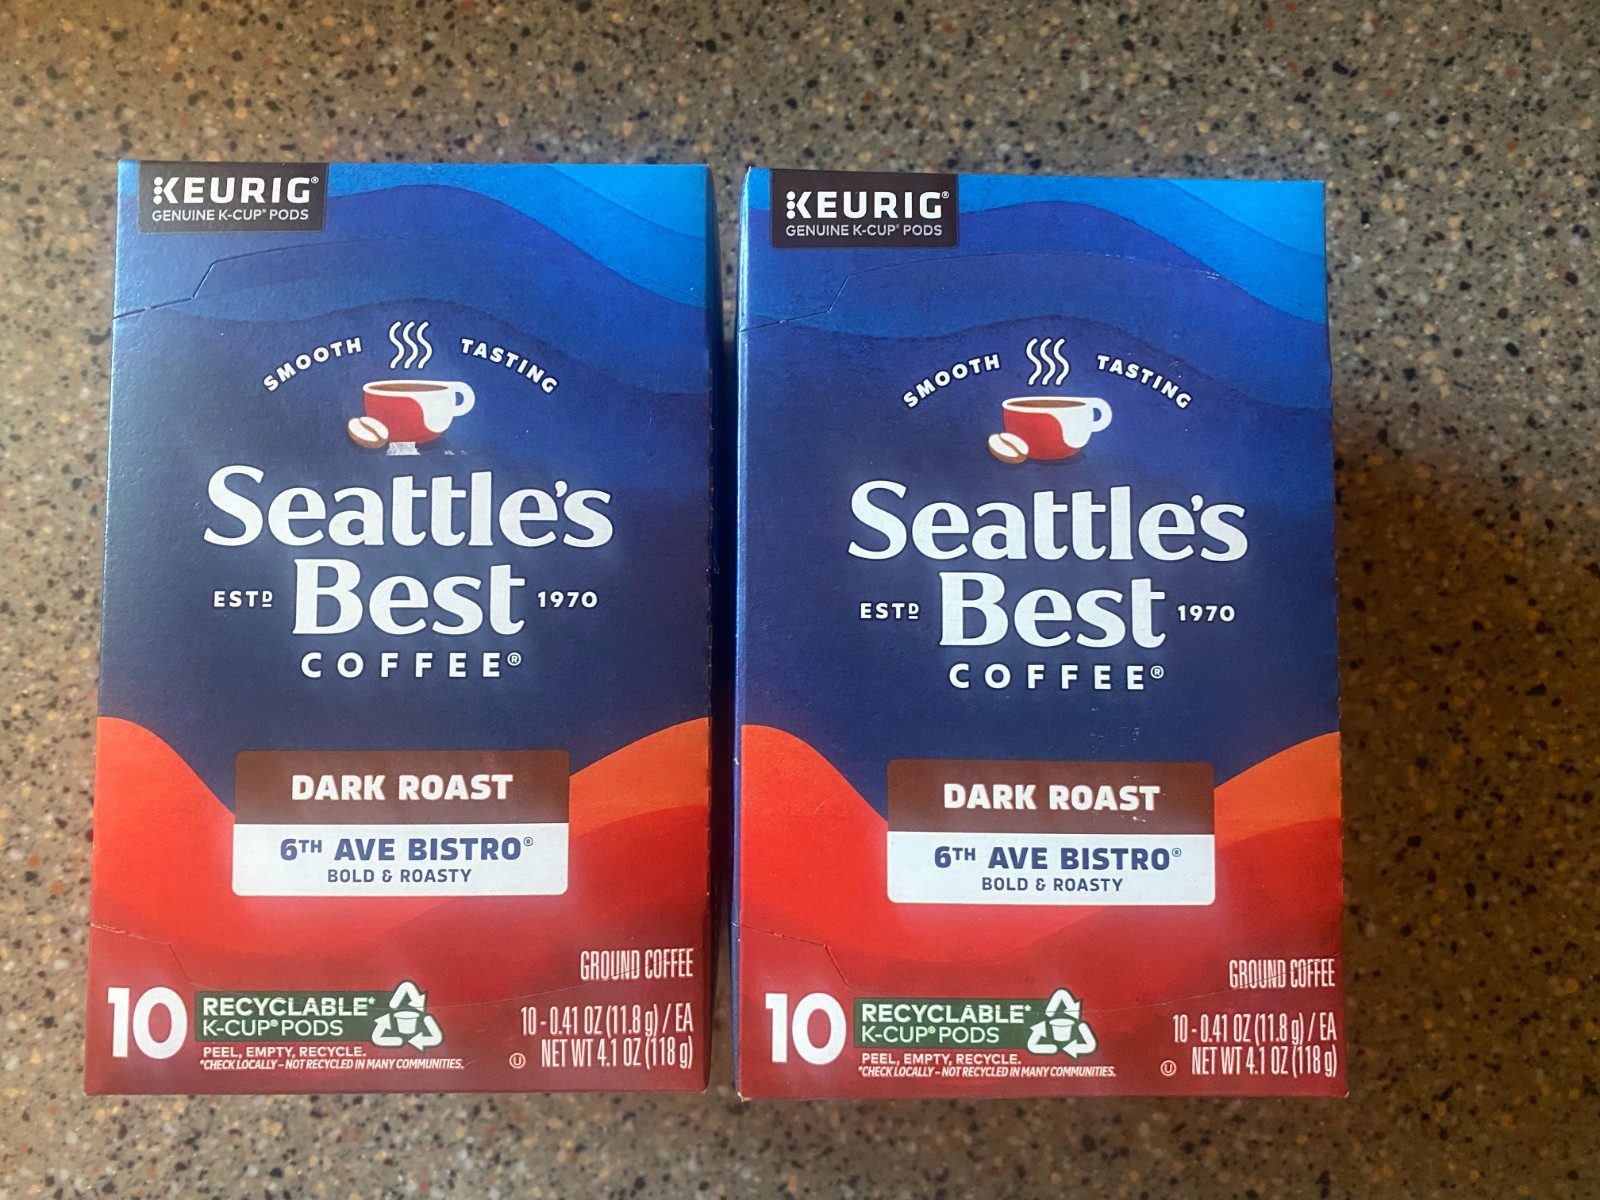 KEURIG®
GENUINE K-CUP® PODS
SMOOTH TASTING
Seattle's
ESTD Best 1970
COFFEE®
DARK ROAST
6TH AVE BISTRO®
BOLD & ROASTY
GROUND COFFEE
10 RECYCLABLE*
K-CUP® PODS
PEEL, EMPTY, RECYCLE.
*CHECK LOCALLY – NOT RECYCLED IN MANY COMMUNITIES.
10 - 0.41 OZ (11.8 g) / EA
U NET WT 4.1 OZ (118 g)
KEURIG®
GENUINE K-CUP® PODS
SMOOTH TASTING
Seattle's
ESTD Best 1970
COFFEE®
DARK ROAST
6TH AVE BISTRO®
BOLD & ROASTY
GROUND COFFEE
10 RECYCLABLE*
K-CUP® PODS
PEEL, EMPTY, RECYCLE.
*CHECK LOCALLY – NOT RECYCLED IN MANY COMMUNITIES.
10 - 0.41 OZ (11.8 g) / EA
U NET WT 4.1 OZ (118 g)